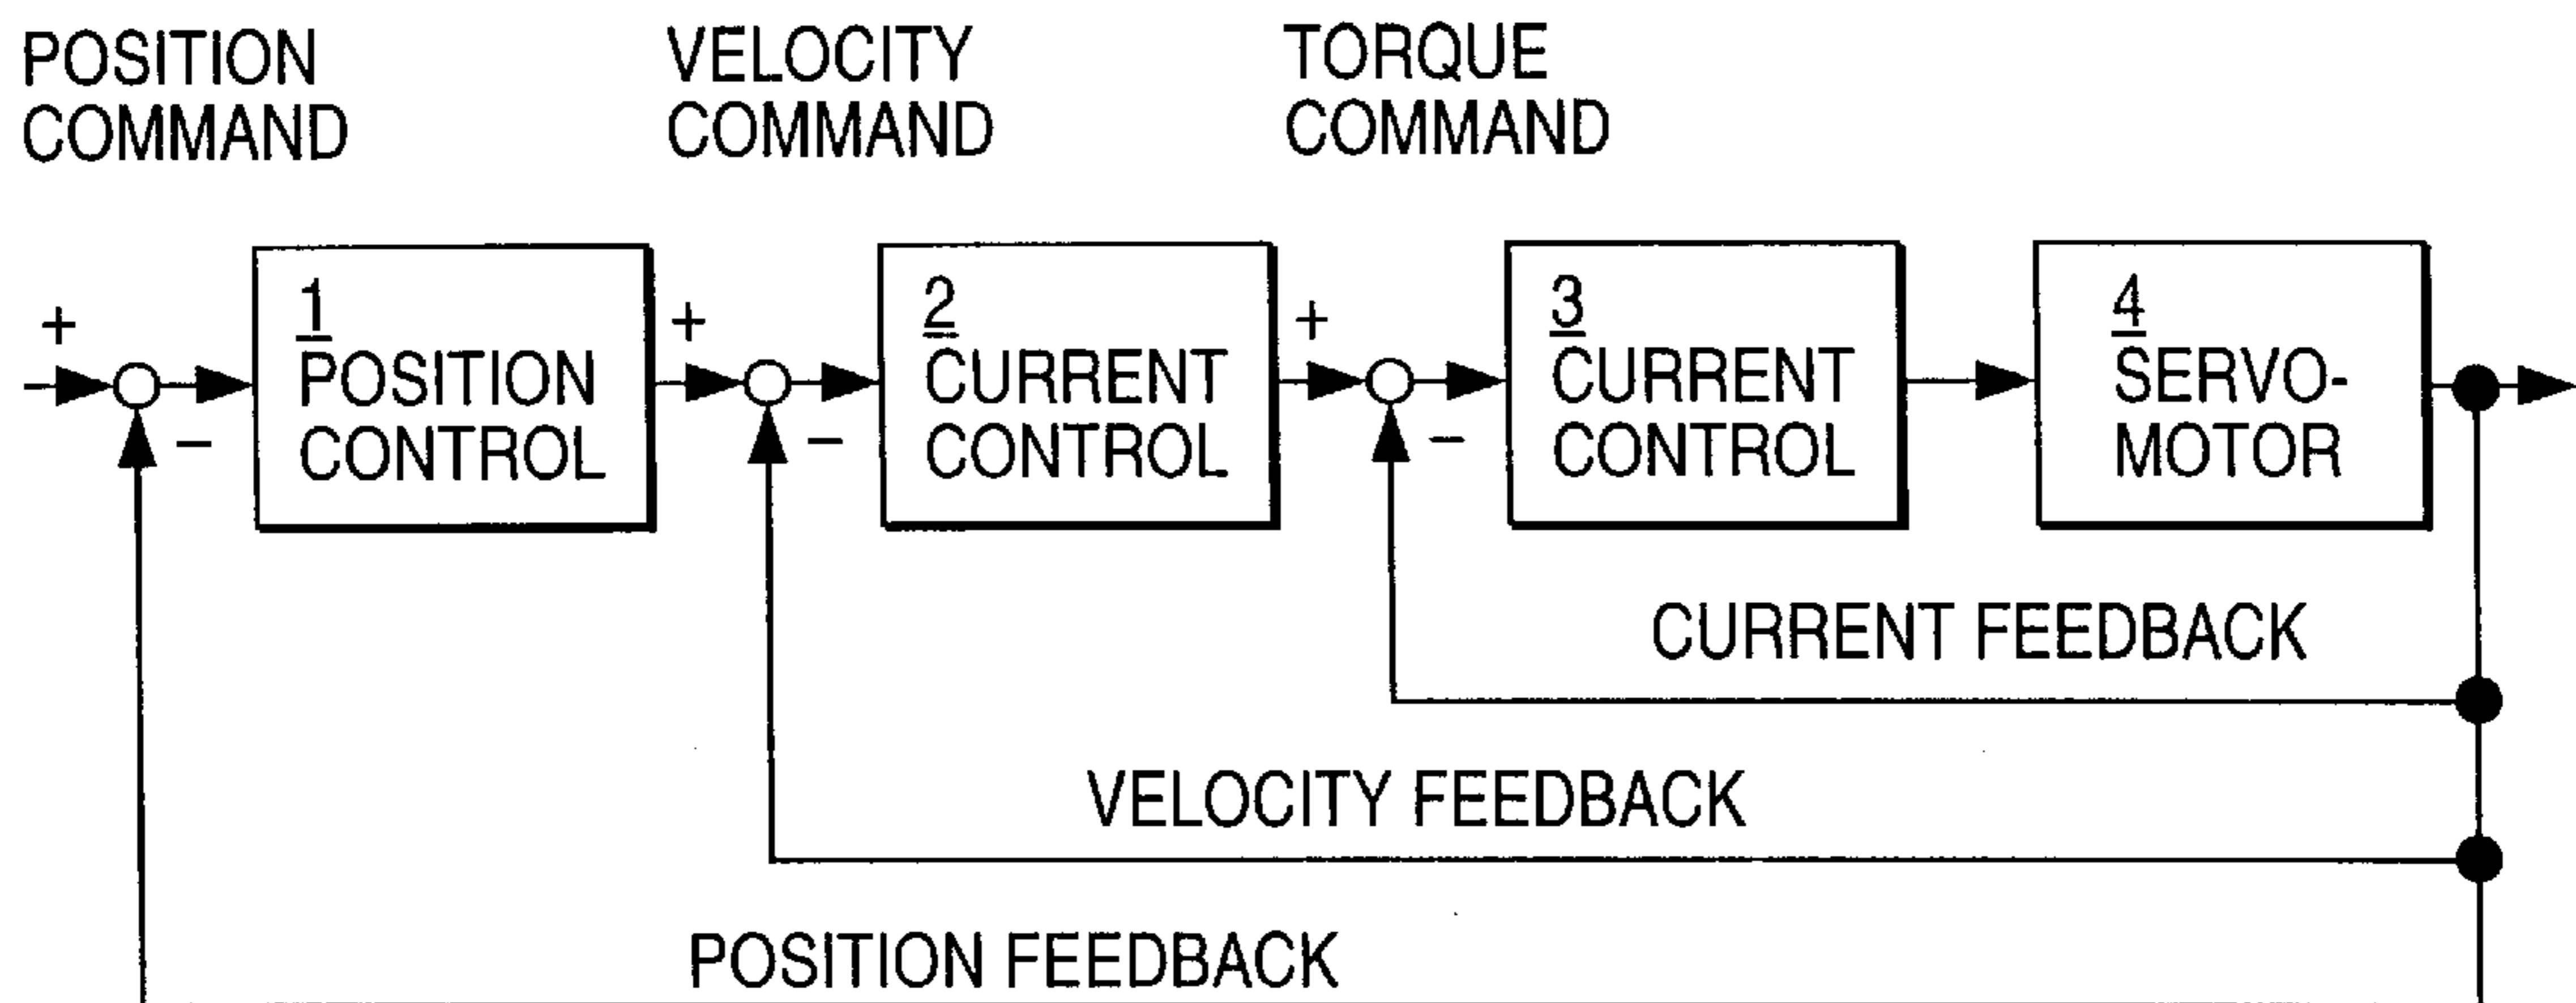 POSITION
COMMAND
VELOCITY
COMMAND
TORQUE
COMMAND
+
–
1
POSITION
CONTROL
+
–
2
CURRENT
CONTROL
+
–
3
CURRENT
CONTROL
4
SERVO-
MOTOR
CURRENT FEEDBACK
VELOCITY FEEDBACK
POSITION FEEDBACK